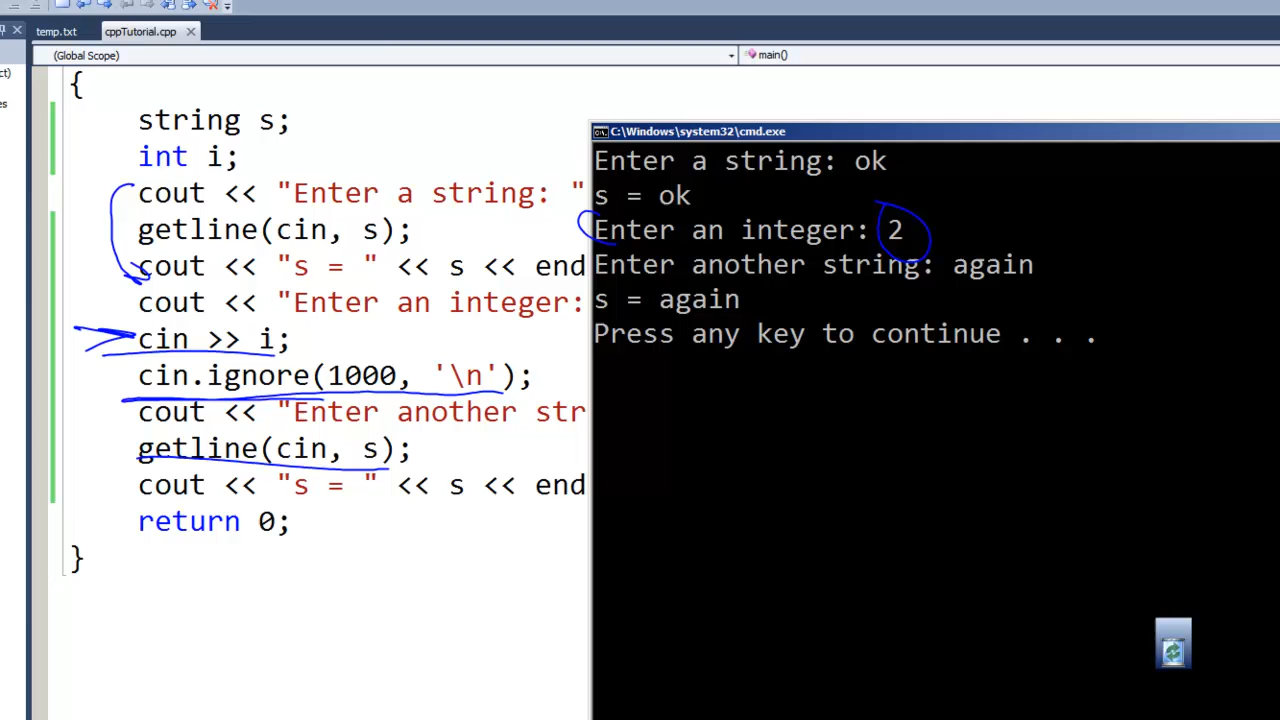 temp.txt cppTutorial.cpp
ct) (Global Scope) main()
es
{
string s;
int i;
cout << "Enter a string: "
getline(cin, s);
cout << "s = " << s << end
cout << "Enter an integer:
cin >> i;
cin.ignore(1000, '\n');
cout << "Enter another str
getline(cin, s);
cout << "s = " << s << end
return 0;
}
C:\Windows\system32\cmd.exe
Enter a string: ok
s = ok
Enter an integer: 2
Enter another string: again
s = again
Press any key to continue . . .